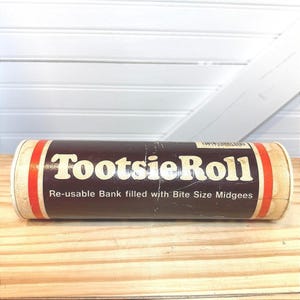 TootsieRoll
Re-usable Bank filled with Bite Size Midgees